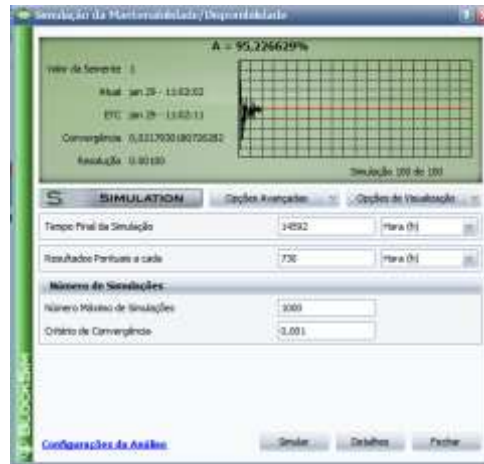 Simulação da Mantenabilidade/Disponibilidade
A = 95,226629%
Valor da Semente 1
Atual jan 29 - 11:02:02
ETC jan 29 - 11:02:11
Convergência
Resolução 0.00100
Simulação 100 de 100
S SIMULATION
Opções Avançadas
Opções de Visualização
Tempo Final da Simulação 14592 Hora (h)
Resultados Pontuais a cada 730 Hora (h)
Número de Simulações
Número Máximo de Simulações 1000
Critério de Convergência 0,001
BLOCKSIM
Configurações da Análise
Simular
Detalhes
Fechar